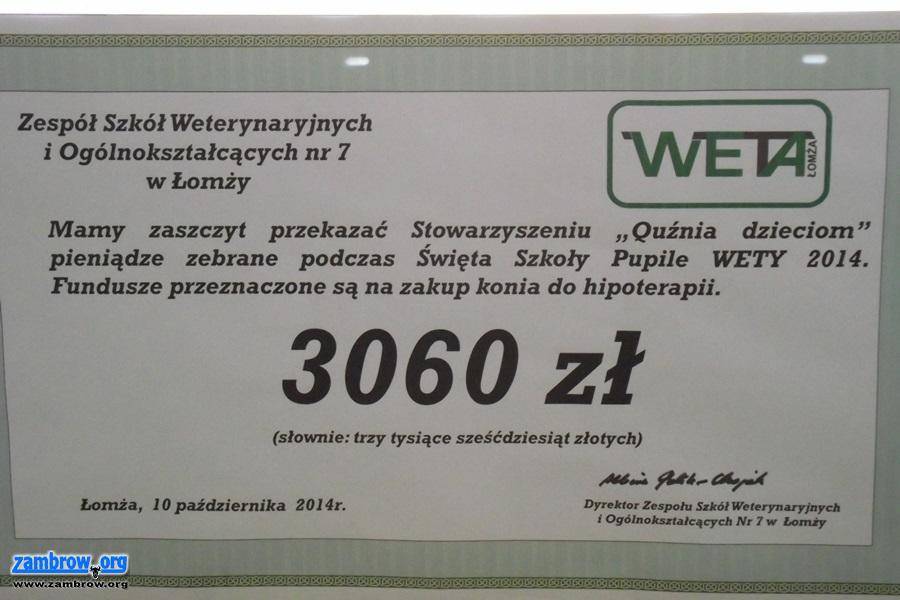 Zespół Szkół Weterynaryjnych
i Ogólnokształcących nr 7
w Łomży
WETA
ŁOMŻA
Mamy zaszczyt przekazać Stowarzyszeniu „Quźnia dzieciom”
pieniądze zebrane podczas Święta Szkoły Pupile WETY 2014.
Fundusze przeznaczone są na zakup konia do hipoterapii.
3060 zł
(słownie: trzy tysiące sześćdziesiąt złotych)
Łomża, 10 października 2014r.
Dyrektor Zespołu Szkół Weterynaryjnych
i Ogólnokształcących Nr 7 w Łomży
zambrow.org
www.zambrow.org